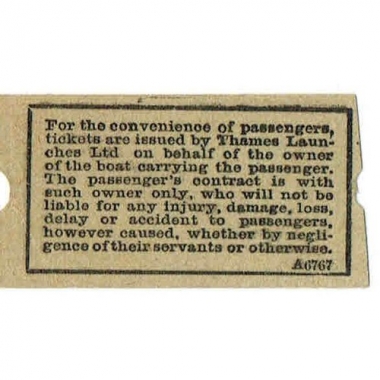 For the convenience of passengers,
tickets are issued by Thames Laun-
ches Ltd on behalf of the owner
of the boat carrying the passenger.
The passenger's contract is with
such owner only, who will not be
liable for any injury, damage, loss,
delay or accident to passengers,
however caused, whether by negli-
gence of their servants or otherwise.
A6767